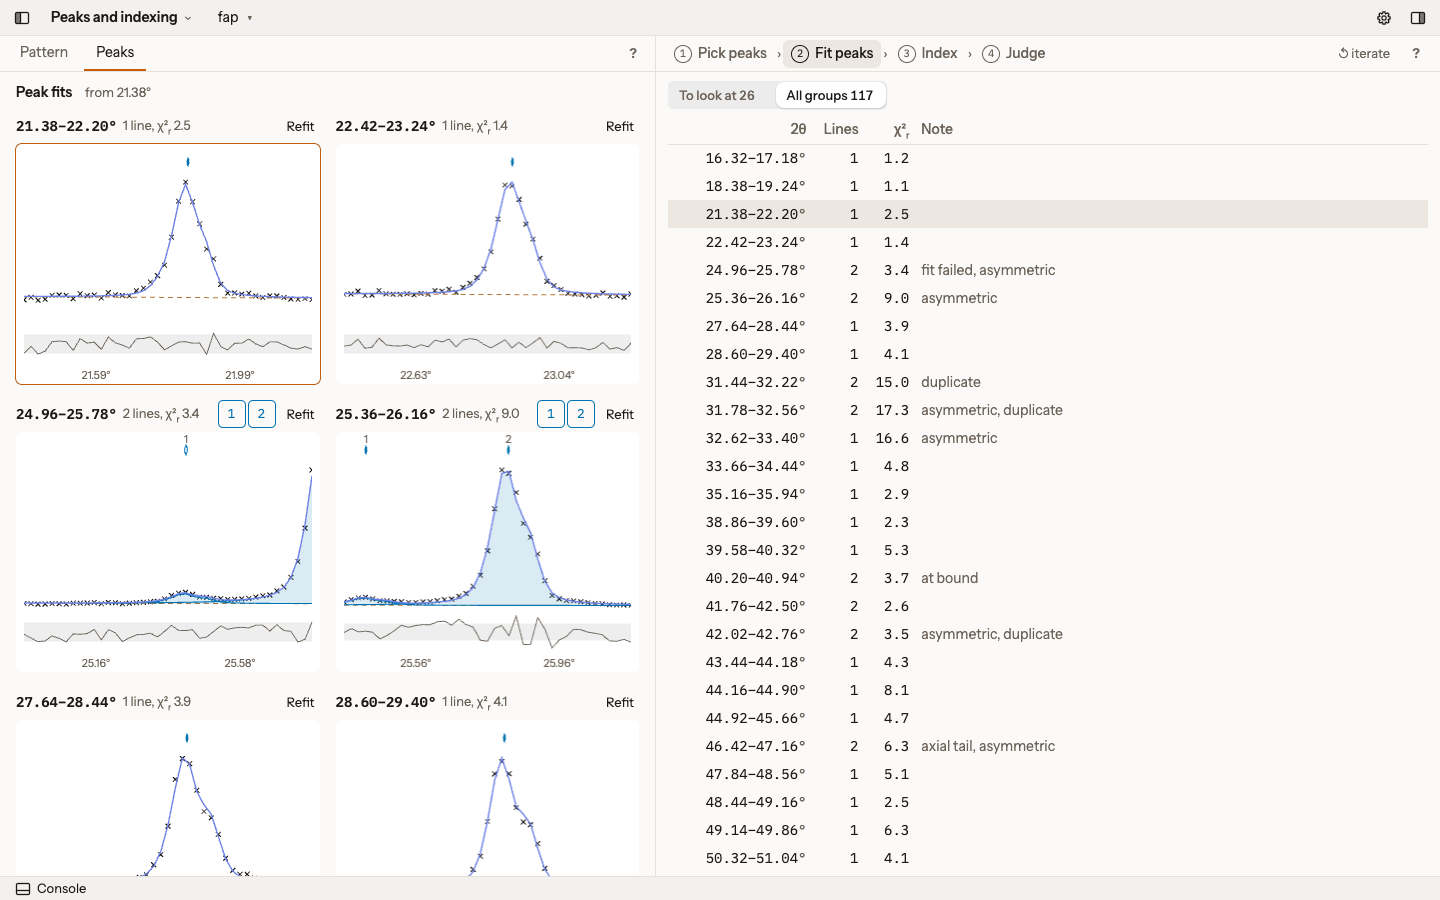 Peaks and indexing fap
Pattern Peaks ?
Peak fits from 21.38°
21.38–22.20° 1 line, χ²r 2.5 Refit
22.42–23.24° 1 line, χ²r 1.4 Refit
21.59° 21.99°
22.63° 23.04°
24.96–25.78° 2 lines, χ²r 3.4 1 2 Refit
25.36–26.16° 2 lines, χ²r 9.0 1 2 Refit
1
1 2
25.16° 25.58°
25.56° 25.96°
27.64–28.44° 1 line, χ²r 3.9 Refit
28.60–29.40° 1 line, χ²r 4.1 Refit
1 Pick peaks › 2 Fit peaks › 3 Index › 4 Judge iterate ?
To look at 26 All groups 117
2θ Lines χ²r Note
16.32–17.18° 1 1.2
18.38–19.24° 1 1.1
21.38–22.20° 1 2.5
22.42–23.24° 1 1.4
24.96–25.78° 2 3.4 fit failed, asymmetric
25.36–26.16° 2 9.0 asymmetric
27.64–28.44° 1 3.9
28.60–29.40° 1 4.1
31.44–32.22° 2 15.0 duplicate
31.78–32.56° 2 17.3 asymmetric, duplicate
32.62–33.40° 1 16.6 asymmetric
33.66–34.44° 1 4.8
35.16–35.94° 1 2.9
38.86–39.60° 1 2.3
39.58–40.32° 1 5.3
40.20–40.94° 2 3.7 at bound
41.76–42.50° 2 2.6
42.02–42.76° 2 3.5 asymmetric, duplicate
43.44–44.18° 1 4.3
44.16–44.90° 1 8.1
44.92–45.66° 1 4.7
46.42–47.16° 2 6.3 axial tail, asymmetric
47.84–48.56° 1 5.1
48.44–49.16° 1 2.5
49.14–49.86° 1 6.3
50.32–51.04° 1 4.1
Console